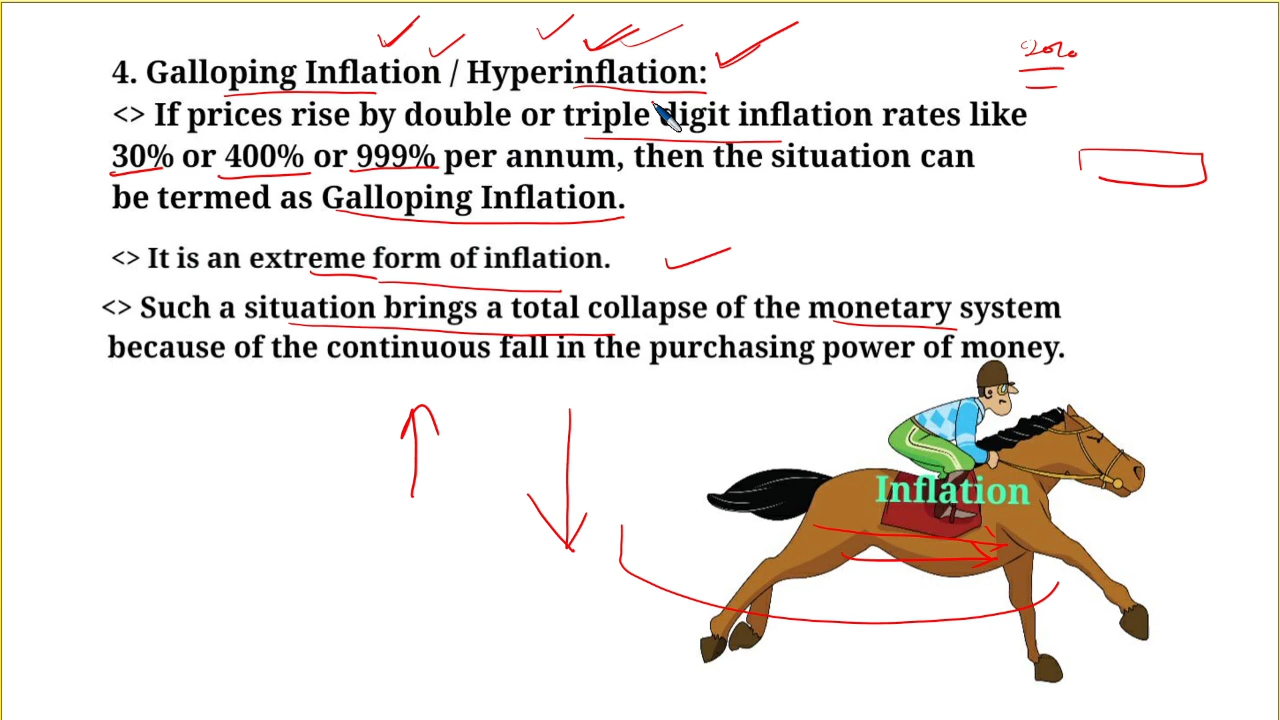 4. Galloping Inflation / Hyperinflation:
<> If prices rise by double or triple digit inflation rates like
30% or 400% or 999% per annum, then the situation can
be termed as Galloping Inflation.
<> It is an extreme form of inflation.
<> Such a situation brings a total collapse of the monetary system
because of the continuous fall in the purchasing power of money.
Inflation